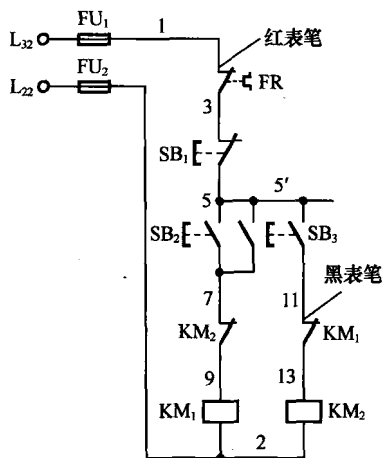 FU₁ 1
L₃₂ 红表笔
FU₂
L₂₂ FR
3
SB₁
5 5′
SB₂ SB₃
黑表笔
7 11
KM₂ KM₁
9 13
KM₁ KM₂
2